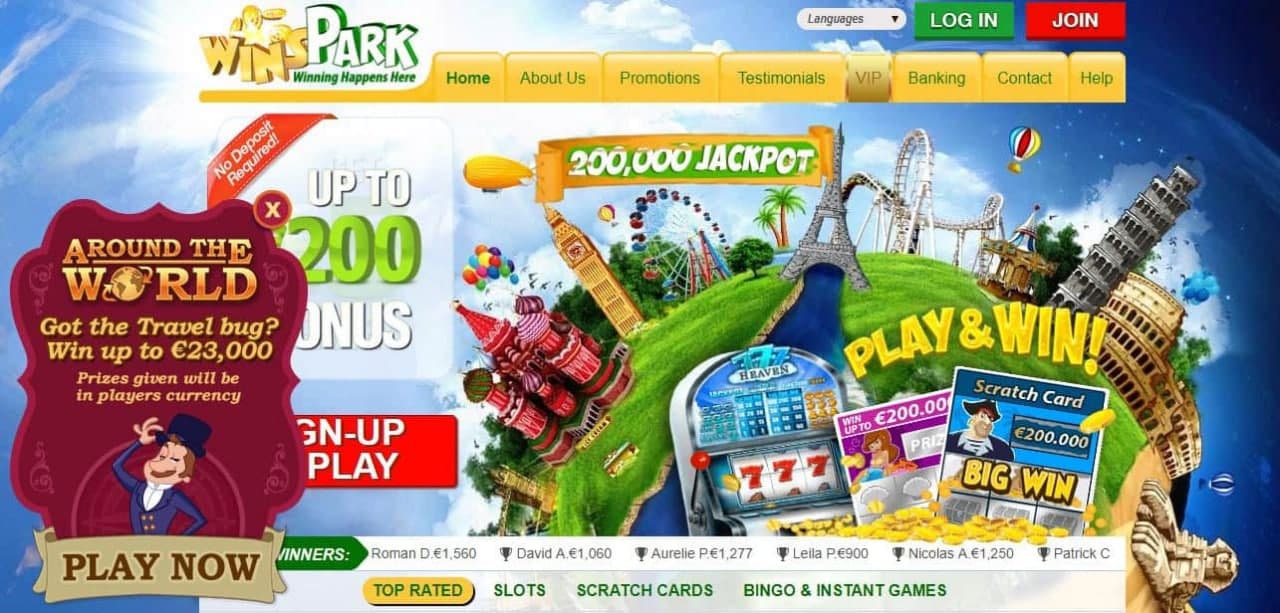 WINSPARK
Winning Happens Here
Languages
LOG IN
JOIN
Home
About Us
Promotions
Testimonials
VIP
Banking
Contact
Help
No Deposit
Required!
UP TO
200
ONUS
GN-UP
PLAY
200,000 JACKPOT
x
AROUND THE
WORLD
Got the Travel bug?
Win up to €23,000
Prizes given will be
in players currency
PLAY NOW
PLAY & WIN!
777
HEAVEN
7 7 7
WIN
UP TO €200.000
PRIZ
Scratch Card
€200.000
BIG WIN
WINNERS:
Roman D.€1,560
David A.€1,060
Aurelie P.€1,277
Leila P.€900
Nicolas A.€1,250
Patrick C
TOP RATED
SLOTS
SCRATCH CARDS
BINGO & INSTANT GAMES